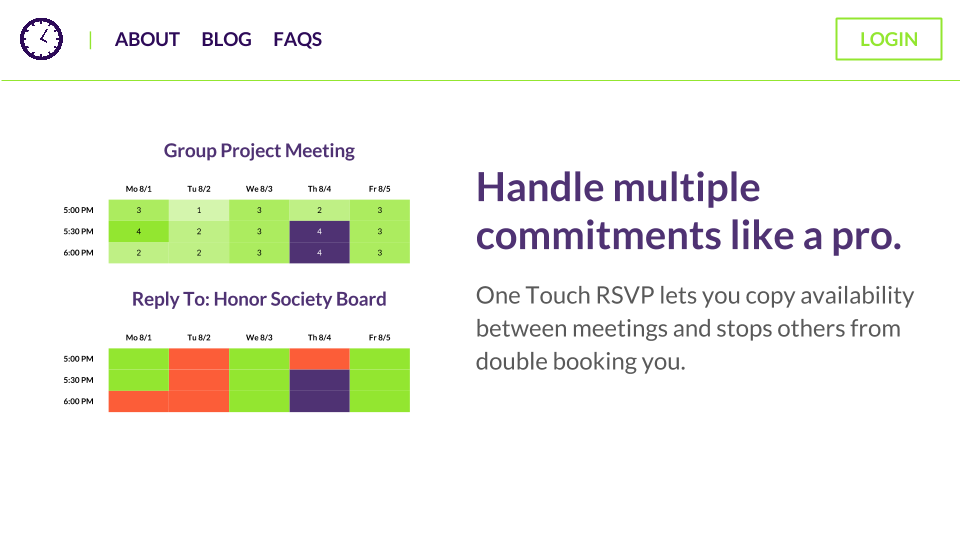 ABOUT BLOG FAQS LOGIN
Group Project Meeting
Mo 8/1 Tu 8/2 We 8/3 Th 8/4 Fr 8/5
5:00 PM 3 1 3 2 3
5:30 PM 4 2 3 4 3
6:00 PM 2 2 3 4 3
Reply To: Honor Society Board
Mo 8/1 Tu 8/2 We 8/3 Th 8/4 Fr 8/5
5:00 PM
5:30 PM
6:00 PM
Handle multiple
commitments like a pro.
One Touch RSVP lets you copy availability
between meetings and stops others from
double booking you.